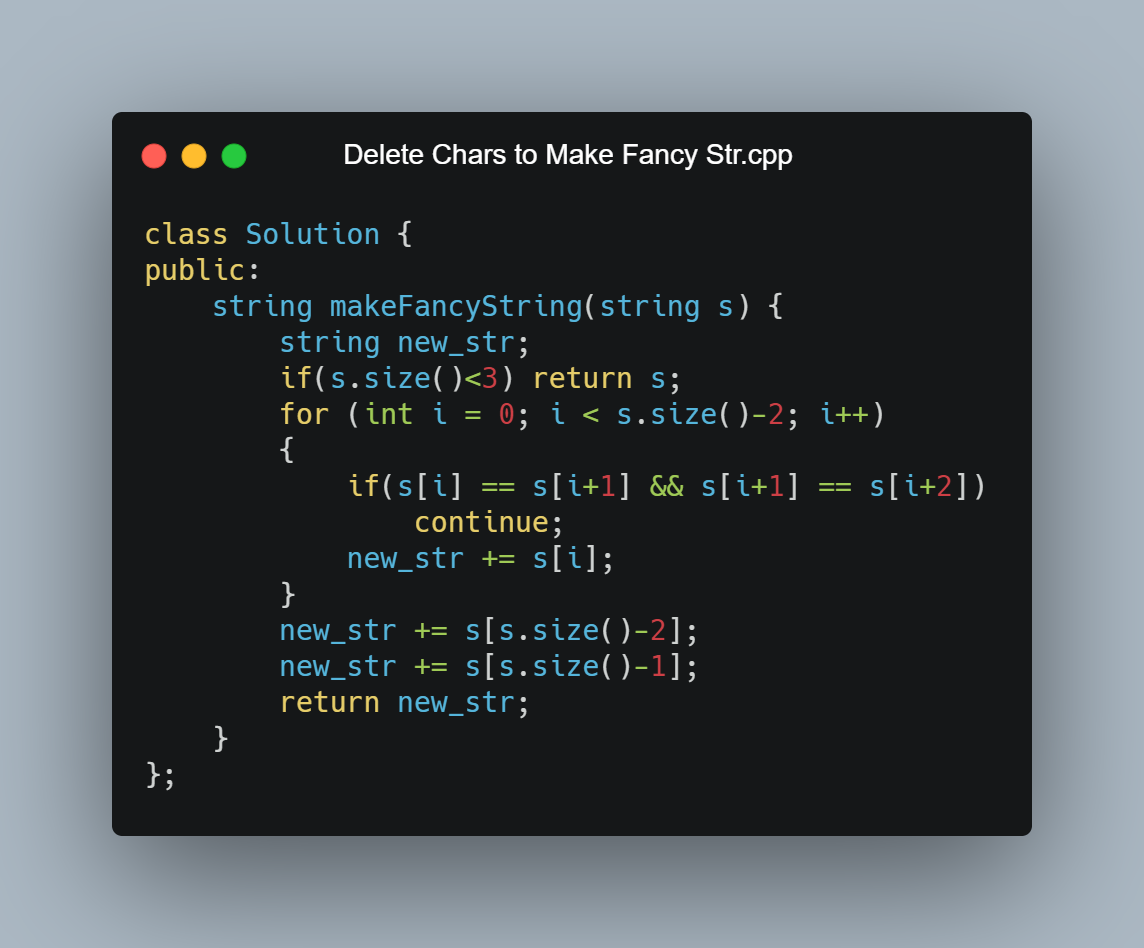 Delete Chars to Make Fancy Str.cpp
class Solution {
public:
    string makeFancyString(string s) {
        string new_str;
        if(s.size()<3) return s;
        for (int i = 0; i < s.size()-2; i++)
        {
            if(s[i] == s[i+1] && s[i+1] == s[i+2])
                continue;
            new_str += s[i];
        }
        new_str += s[s.size()-2];
        new_str += s[s.size()-1];
        return new_str;
    }
};